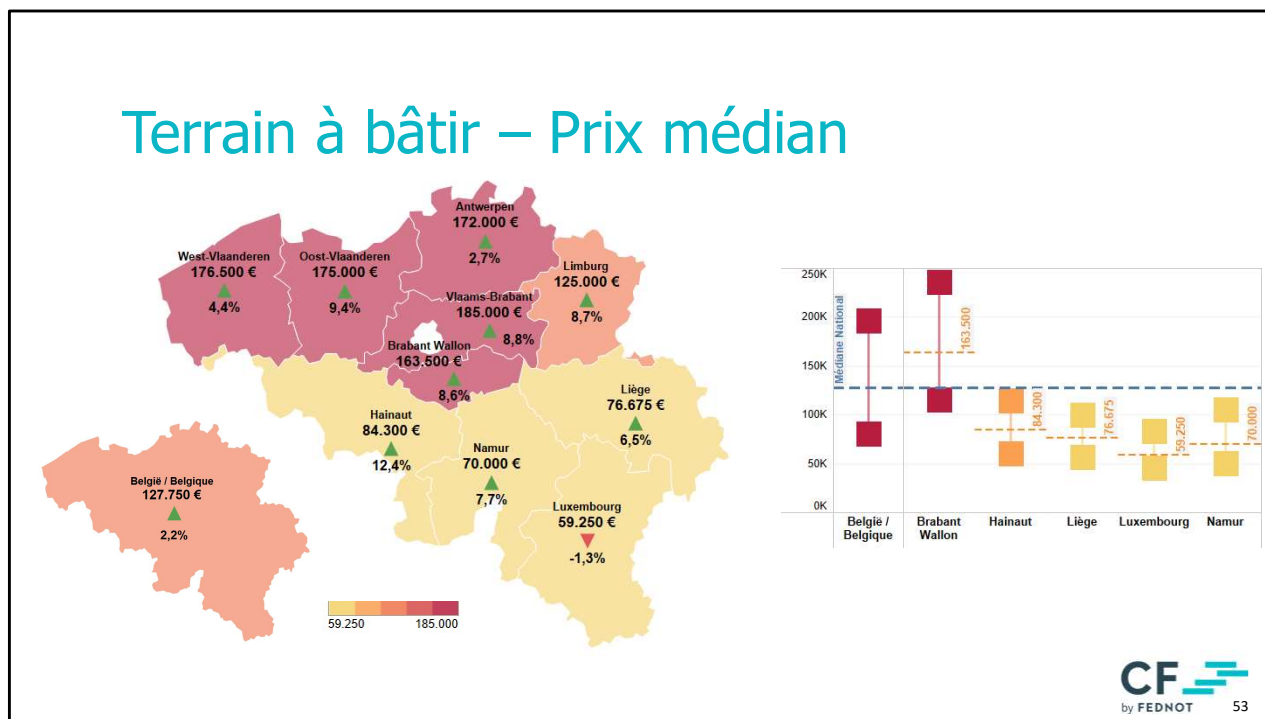 Terrain à bâtir – Prix médian
Antwerpen
172.000 €
2,7%
West-Vlaanderen
176.500 €
4,4%
Oost-Vlaanderen
175.000 €
9,4%
Limburg
125.000 €
8,7%
Vlaams-Brabant
185.000 €
8,8%
Brabant Wallon
163.500 €
8,6%
Liège
76.675 €
6,5%
Hainaut
84.300 €
12,4%
Namur
70.000 €
7,7%
Luxembourg
59.250 €
-1,3%
België / Belgique
127.750 €
2,2%
59.250
185.000
250K
200K
150K
100K
50K
0K
Médiane National
163.500
84.300
76.675
59.250
70.000
België /
Belgique
Brabant
Wallon
Hainaut
Liège
Luxembourg
Namur
CF
by FEDNOT
53